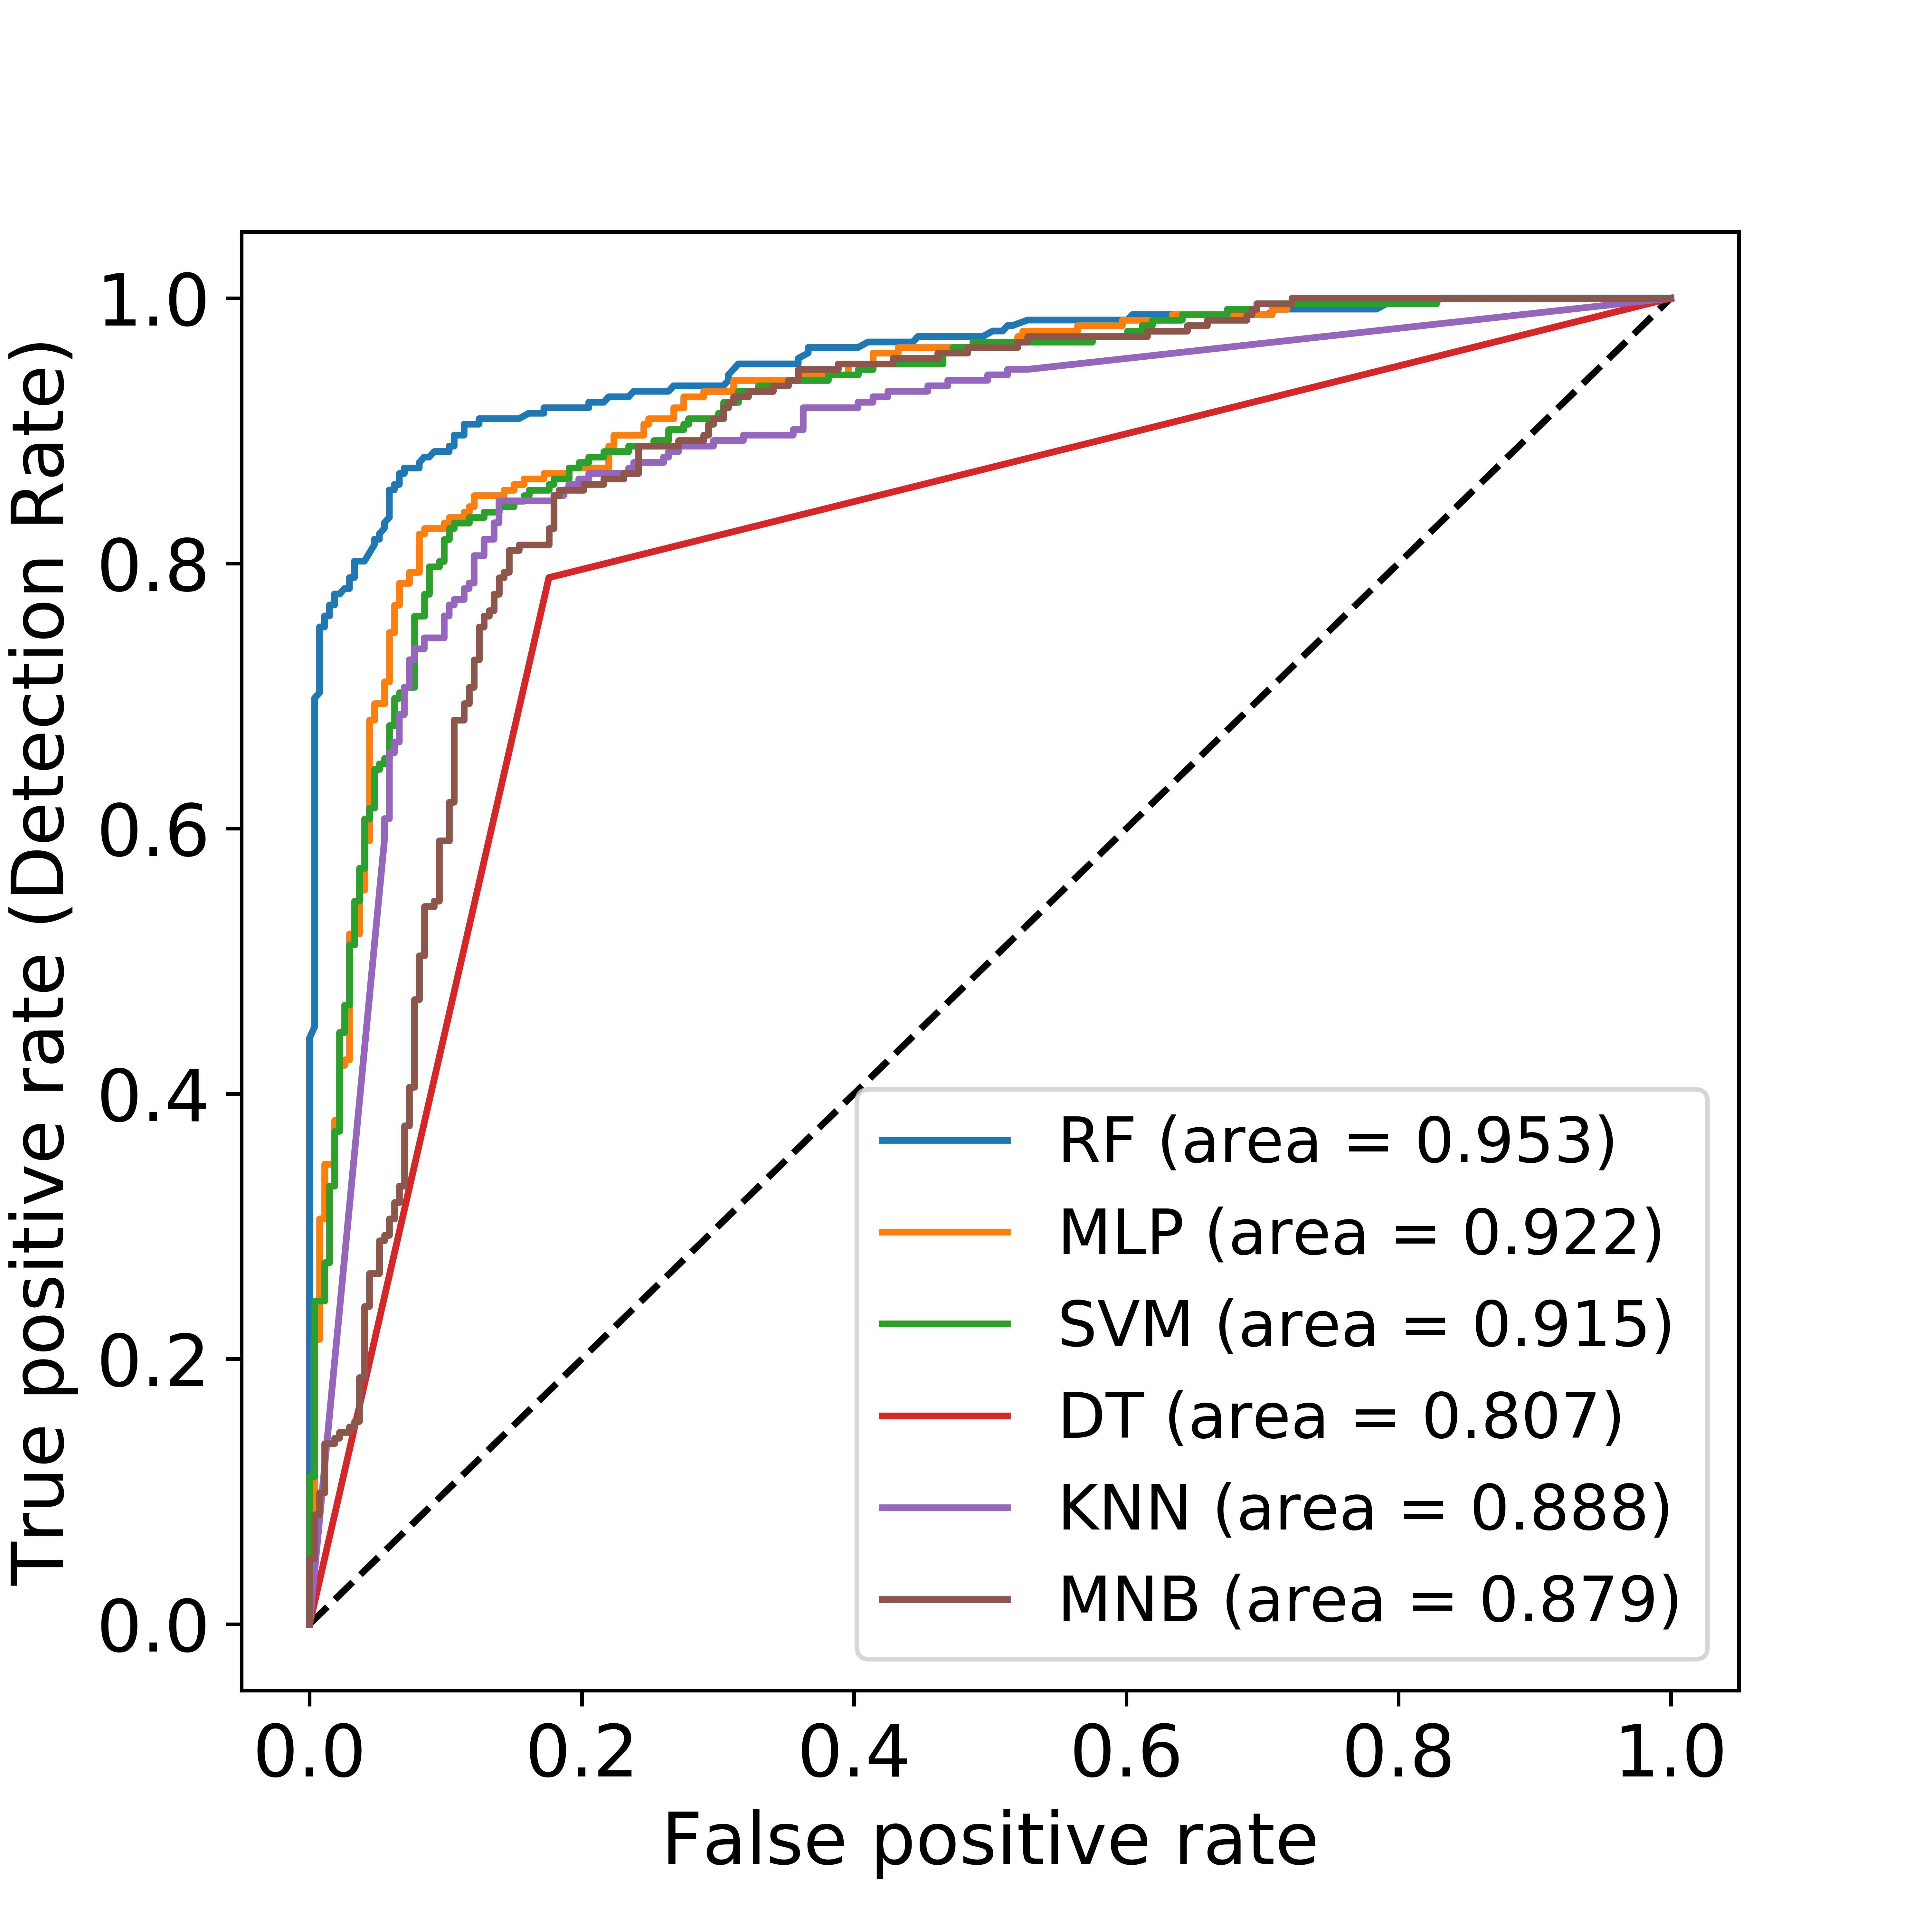 True positive rate (Detection Rate)
1.0
0.8
0.6
0.4
0.2
0.0
RF (area = 0.953)
MLP (area = 0.922)
SVM (area = 0.915)
DT (area = 0.807)
KNN (area = 0.888)
MNB (area = 0.879)
0.0 0.2 0.4 0.6 0.8 1.0
False positive rate